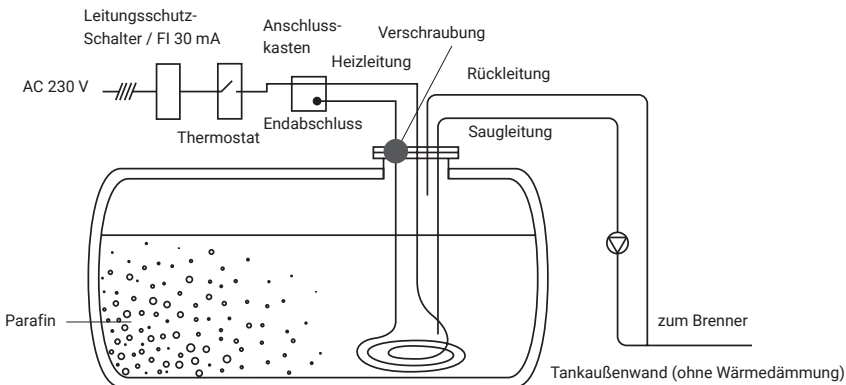 Leitungsschutz-
Schalter / FI 30 mA
Anschluss-
kasten
Verschraubung
Heizleitung
Rückleitung
AC 230 V
Thermostat
Endabschluss
Saugleitung
Parafin
zum Brenner
Tankaußenwand (ohne Wärmedämmung)